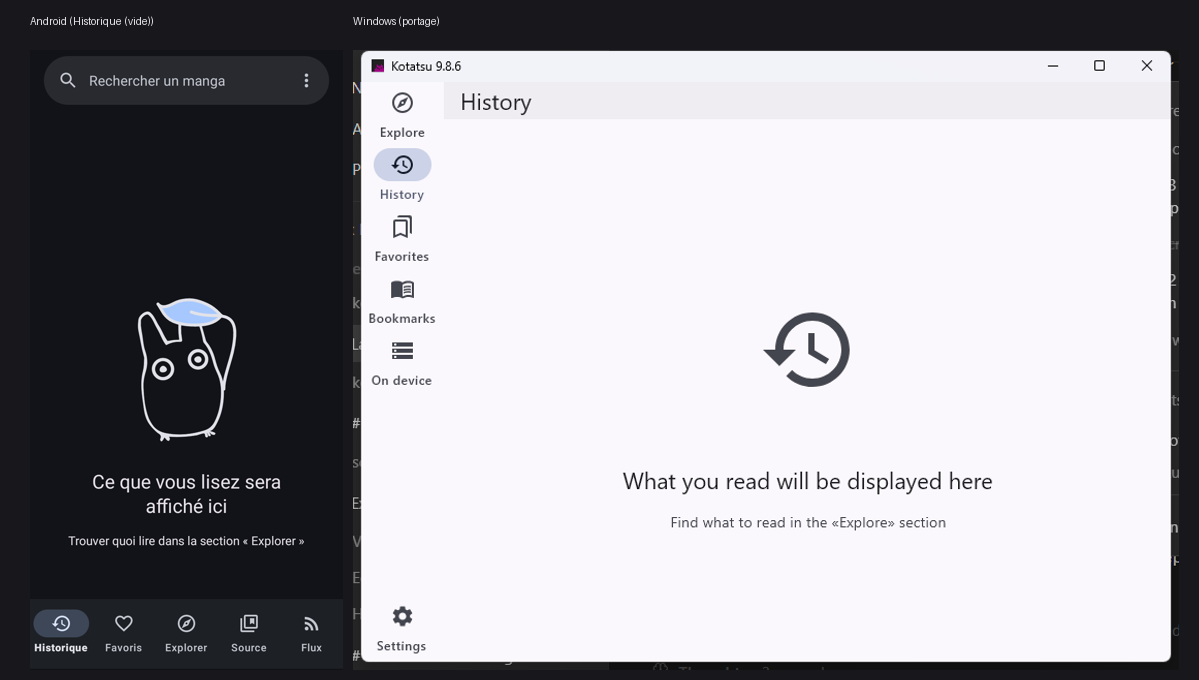 Android (Historique (vide))
Windows (portage)
Rechercher un manga
Ce que vous lisez sera
affiché ici
Trouver quoi lire dans la section « Explorer »
Historique
Favoris
Explorer
Source
Flux
Kotatsu 9.8.6
History
Explore
History
Favorites
Bookmarks
On device
What you read will be displayed here
Find what to read in the «Explore» section
Settings